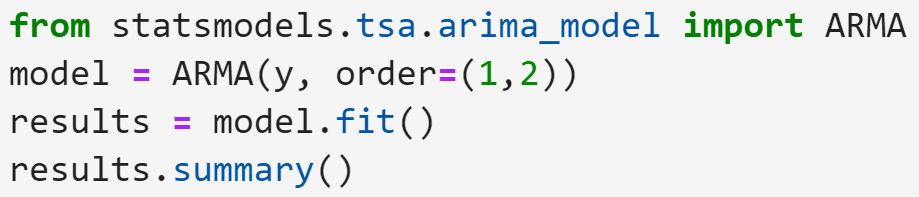 from statsmodels.tsa.arima_model import ARMA
model = ARMA(y, order=(1,2))
results = model.fit()
results.summary()